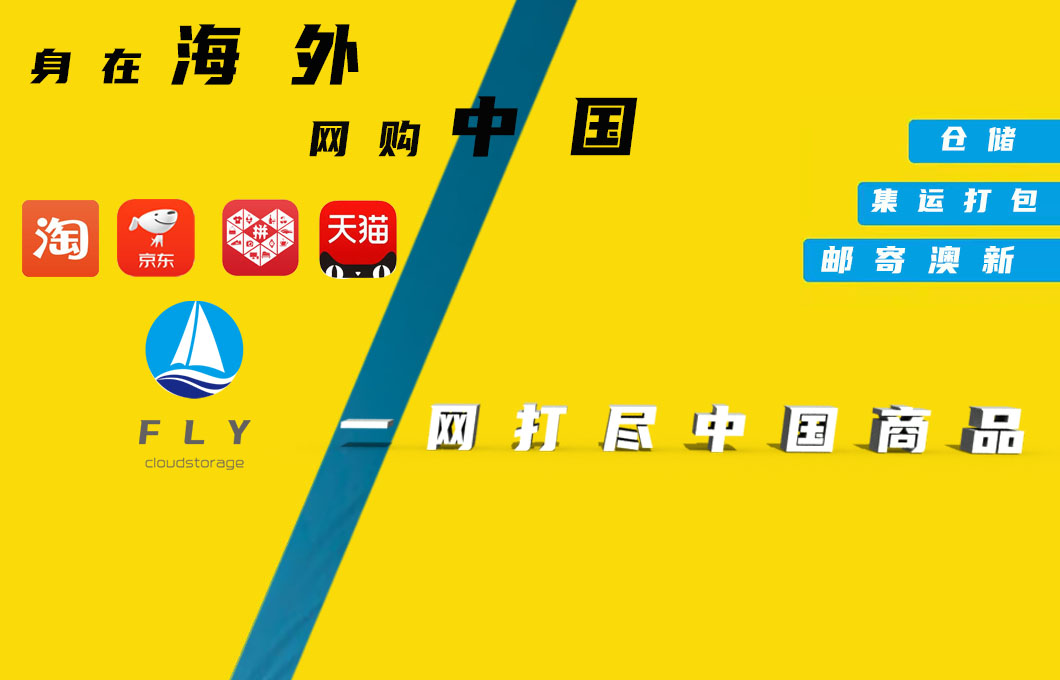 身在海外
网购中国
仓储
集运打包
邮寄澳新
淘
京东
拼
天猫
FLY
cloudstorage
一网打尽中国商品